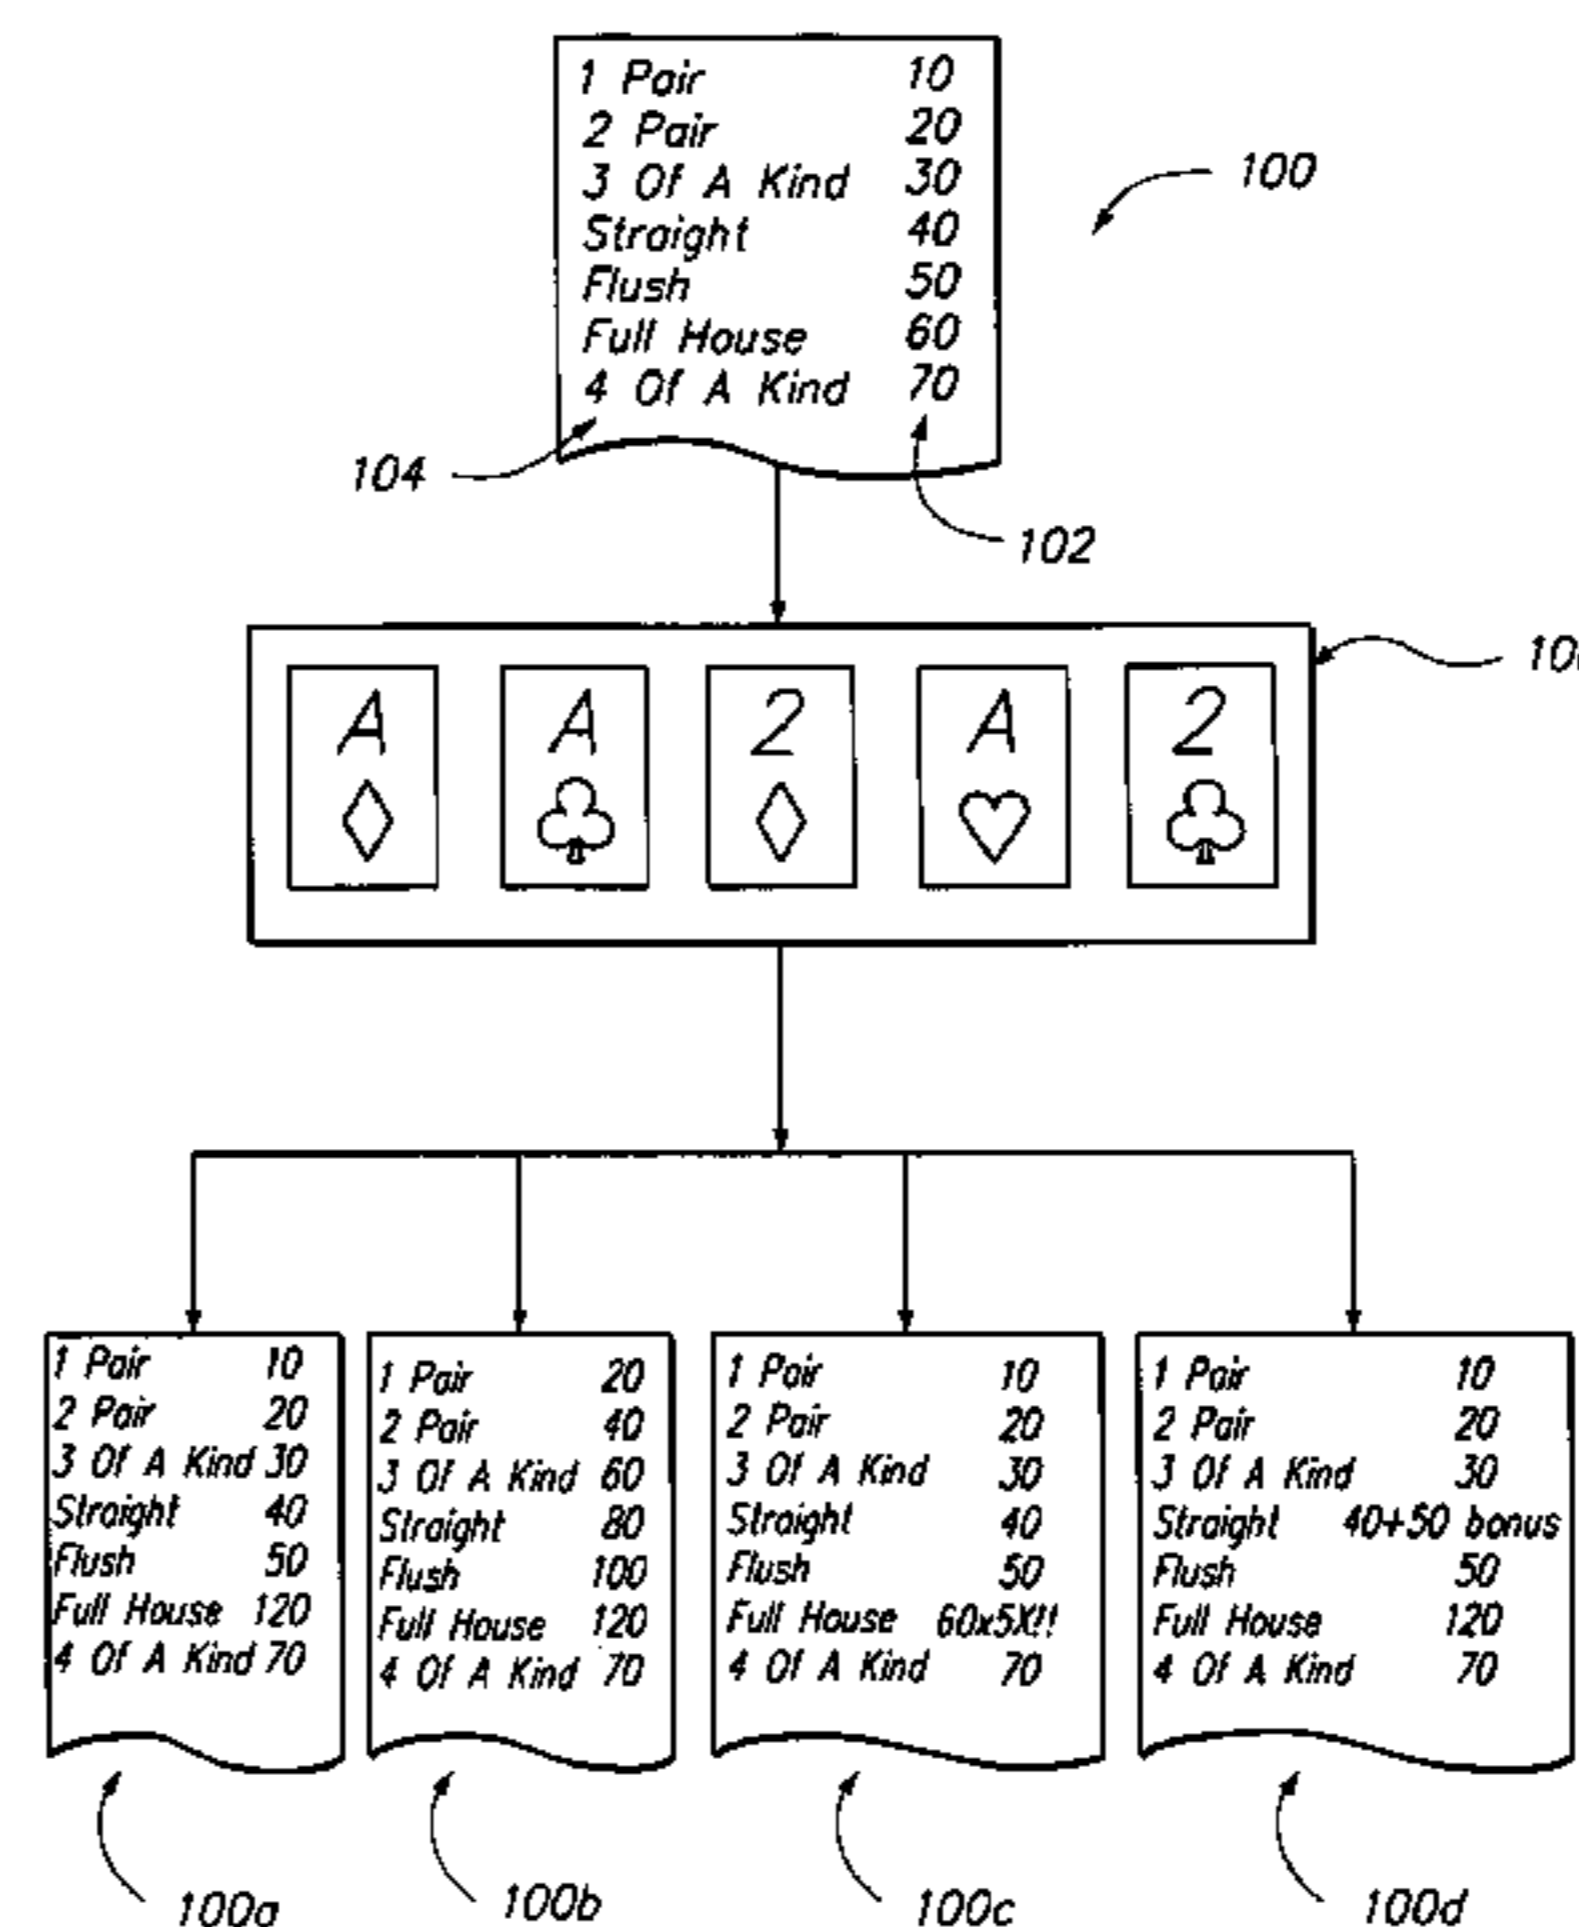 1 Pair 10
2 Pair 20
3 Of A Kind 30
Straight 40
Flush 50
Full House 60
4 Of A Kind 70
100
104
102
A A 2 A 2
1 Pair 10
2 Pair 20
3 Of A Kind 30
Straight 40
Flush 50
Full House 120
4 Of A Kind 70
1 Pair 20
2 Pair 40
3 Of A Kind 60
Straight 80
Flush 100
Full House 120
4 Of A Kind 70
1 Pair 10
2 Pair 20
3 Of A Kind 30
Straight 40
Flush 50
Full House 60x5X!!
4 Of A Kind 70
1 Pair 10
2 Pair 20
3 Of A Kind 30
Straight 40+50 bonus
Flush 50
Full House 120
4 Of A Kind 70
100a
100b
100c
100d